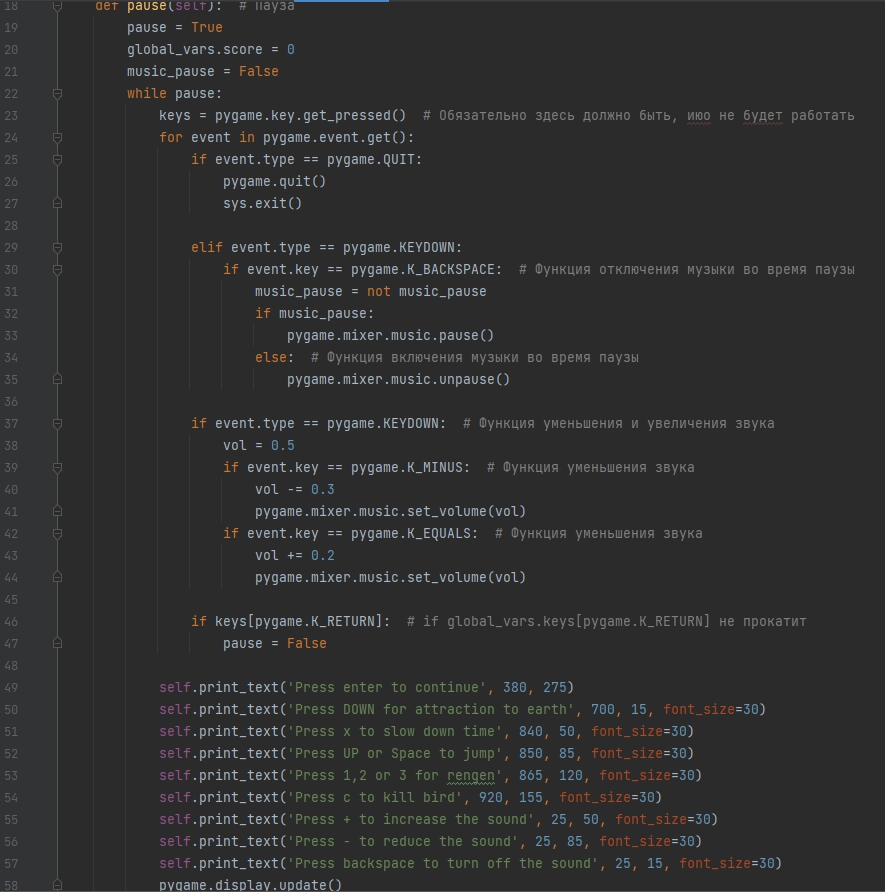 18 def pause(self):  # Пауза
19 pause = True
20 global_vars.score = 0
21 music_pause = False
22 while pause:
23 keys = pygame.key.get_pressed()  # Обязательно здесь должно быть, июо не будет работать
24 for event in pygame.event.get():
25 if event.type == pygame.QUIT:
26 pygame.quit()
27 sys.exit()
28
29 elif event.type == pygame.KEYDOWN:
30 if event.key == pygame.K_BACKSPACE:  # Функция отключения музыки во время паузы
31 music_pause = not music_pause
32 if music_pause:
33 pygame.mixer.music.pause()
34 else:  # Функция включения музыки во время паузы
35 pygame.mixer.music.unpause()
36
37 if event.type == pygame.KEYDOWN:  # Функция уменьшения и увеличения звука
38 vol = 0.5
39 if event.key == pygame.K_MINUS:  # Функция уменьшения звука
40 vol -= 0.3
41 pygame.mixer.music.set_volume(vol)
42 if event.key == pygame.K_EQUALS:  # Функция уменьшения звука
43 vol += 0.2
44 pygame.mixer.music.set_volume(vol)
45
46 if keys[pygame.K_RETURN]:  # if global_vars.keys[pygame.K_RETURN] не прокатит
47 pause = False
48
49 self.print_text('Press enter to continue', 380, 275)
50 self.print_text('Press DOWN for attraction to earth', 700, 15, font_size=30)
51 self.print_text('Press x to slow down time', 840, 50, font_size=30)
52 self.print_text('Press UP or Space to jump', 850, 85, font_size=30)
53 self.print_text('Press 1,2 or 3 for rengen', 865, 120, font_size=30)
54 self.print_text('Press c to kill bird', 920, 155, font_size=30)
55 self.print_text('Press + to increase the sound', 25, 50, font_size=30)
56 self.print_text('Press - to reduce the sound', 25, 85, font_size=30)
57 self.print_text('Press backspace to turn off the sound', 25, 15, font_size=30)
58 pygame.display.update()